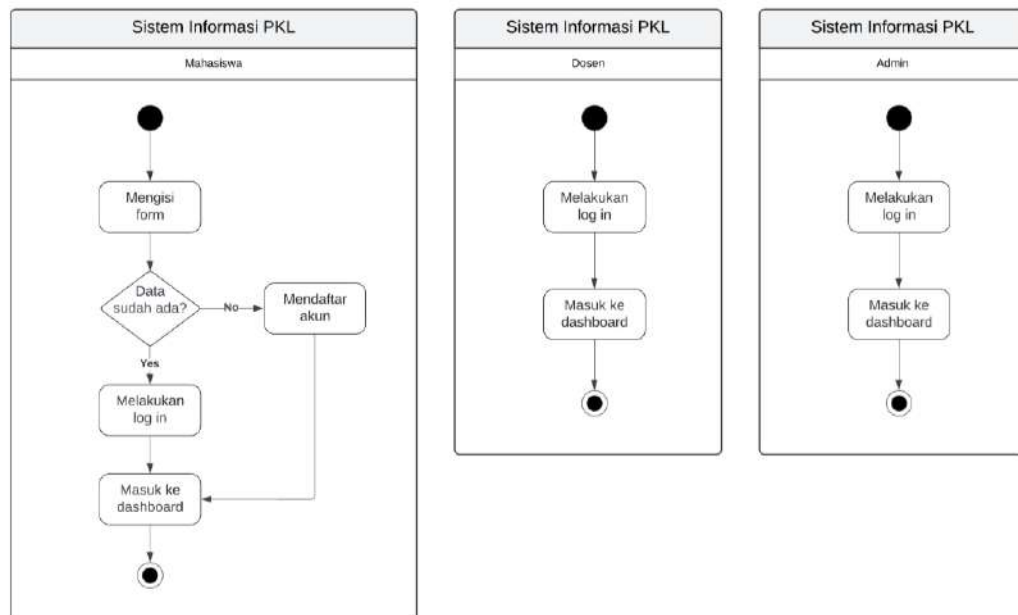 Sistem Informasi PKL
Mahasiswa
Mengisi
form
Data
sudah ada?
No
Mendaftar
akun
Yes
Melakukan
log in
Masuk ke
dashboard
Sistem Informasi PKL
Dosen
Melakukan
log in
Masuk ke
dashboard
Sistem Informasi PKL
Admin
Melakukan
log in
Masuk ke
dashboard